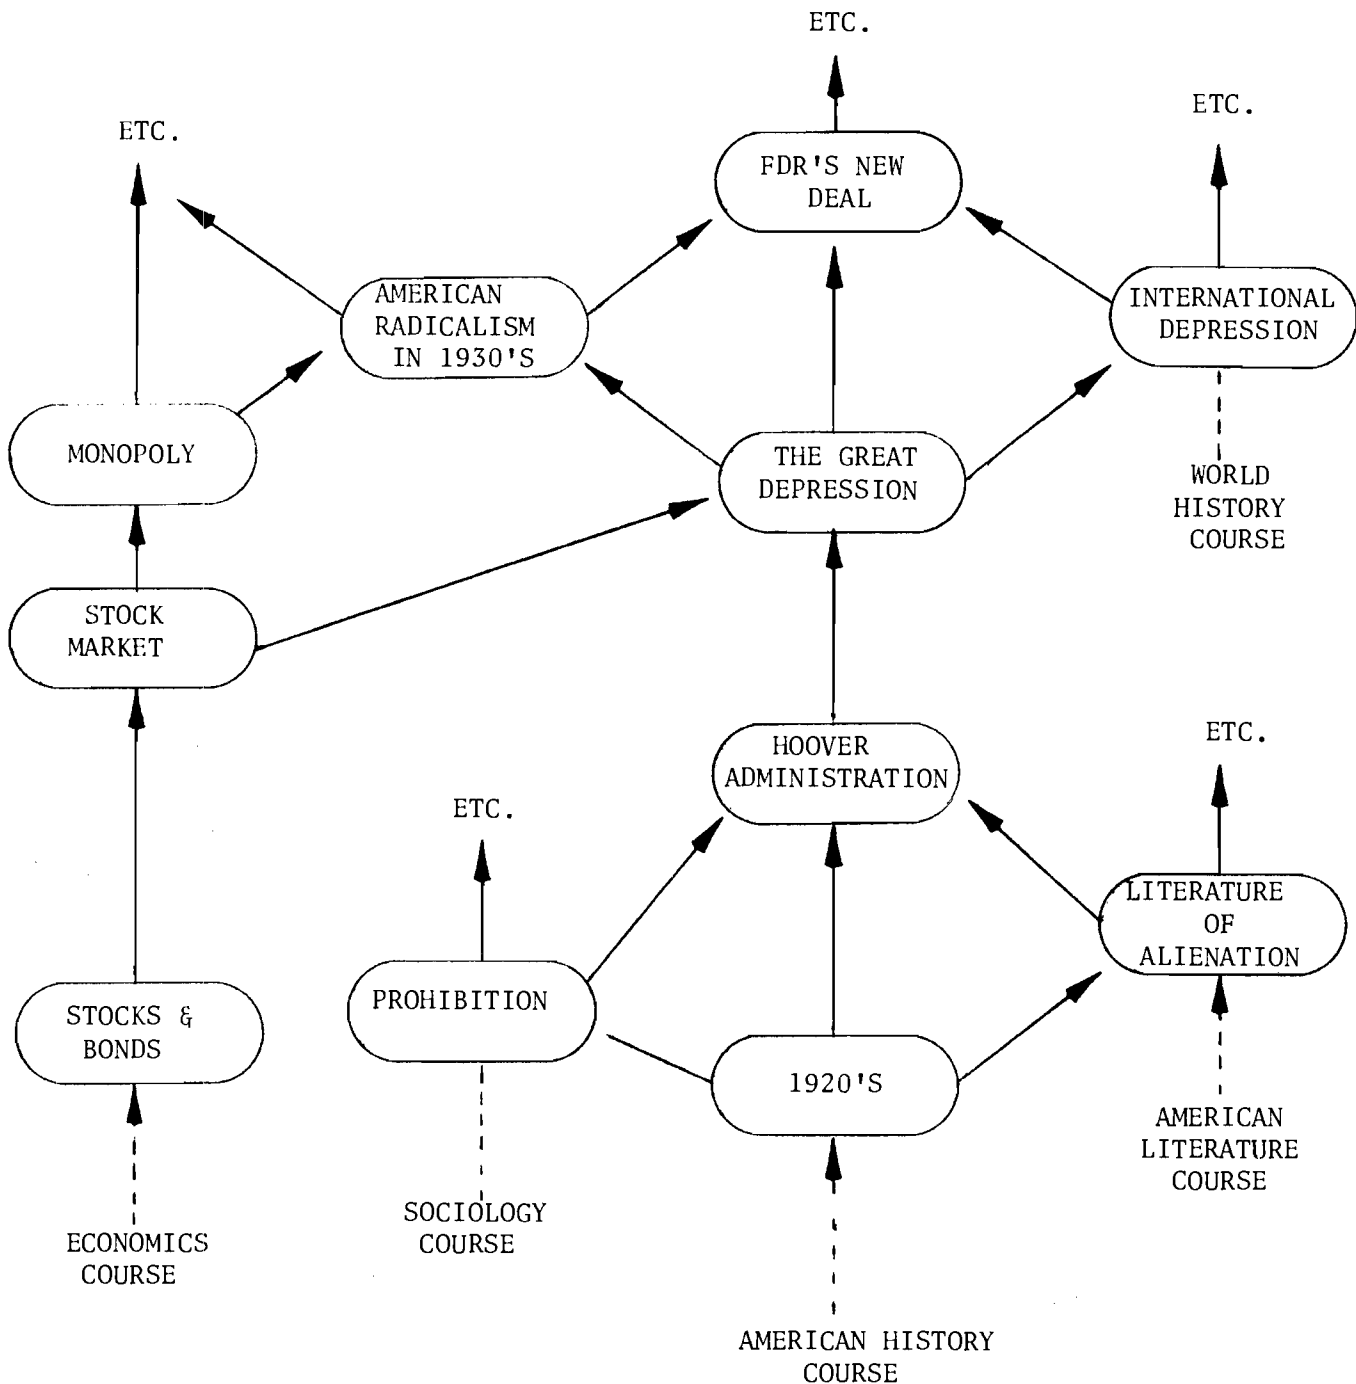 ETC.
ETC.
ETC.
FDR'S NEW
DEAL
AMERICAN
RADICALISM
IN 1930'S
INTERNATIONAL
DEPRESSION
MONOPOLY
THE GREAT
DEPRESSION
WORLD
HISTORY
COURSE
STOCK
MARKET
HOOVER
ADMINISTRATION
ETC.
ETC.
LITERATURE
OF
ALIENATION
PROHIBITION
STOCKS &
BONDS
1920'S
AMERICAN
LITERATURE
COURSE
SOCIOLOGY
COURSE
ECONOMICS
COURSE
AMERICAN HISTORY
COURSE